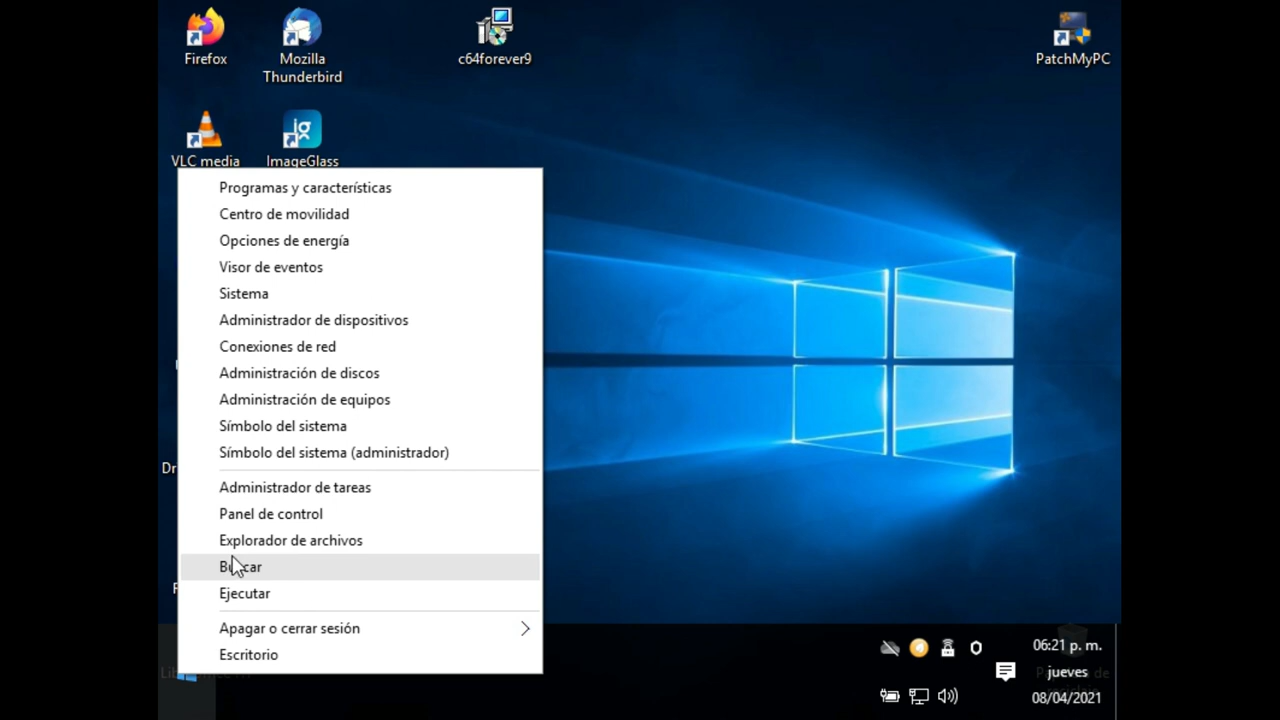 Firefox
Mozilla
Thunderbird
c64forever9
PatchMyPC
VLC media
ImageGlass
Programas y características
Centro de movilidad
Opciones de energía
Visor de eventos
Sistema
Administrador de dispositivos
Conexiones de red
Administración de discos
Administración de equipos
Símbolo del sistema
Símbolo del sistema (administrador)
Dr
Administrador de tareas
Panel de control
Explorador de archivos
Buscar
Ejecutar
Apagar o cerrar sesión
Escritorio
06:21 p. m.
jueves
08/04/2021